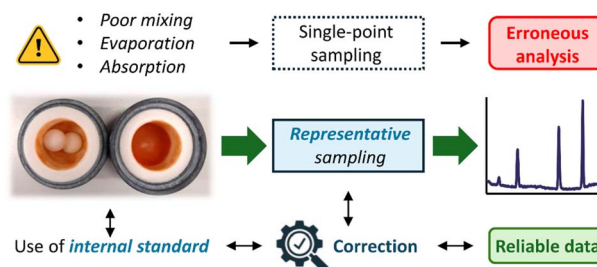 • Poor mixing
• Evaporation
• Absorption
Single-point
sampling
Erroneous
analysis
Representative
sampling
Use of internal standard
Correction
Reliable data